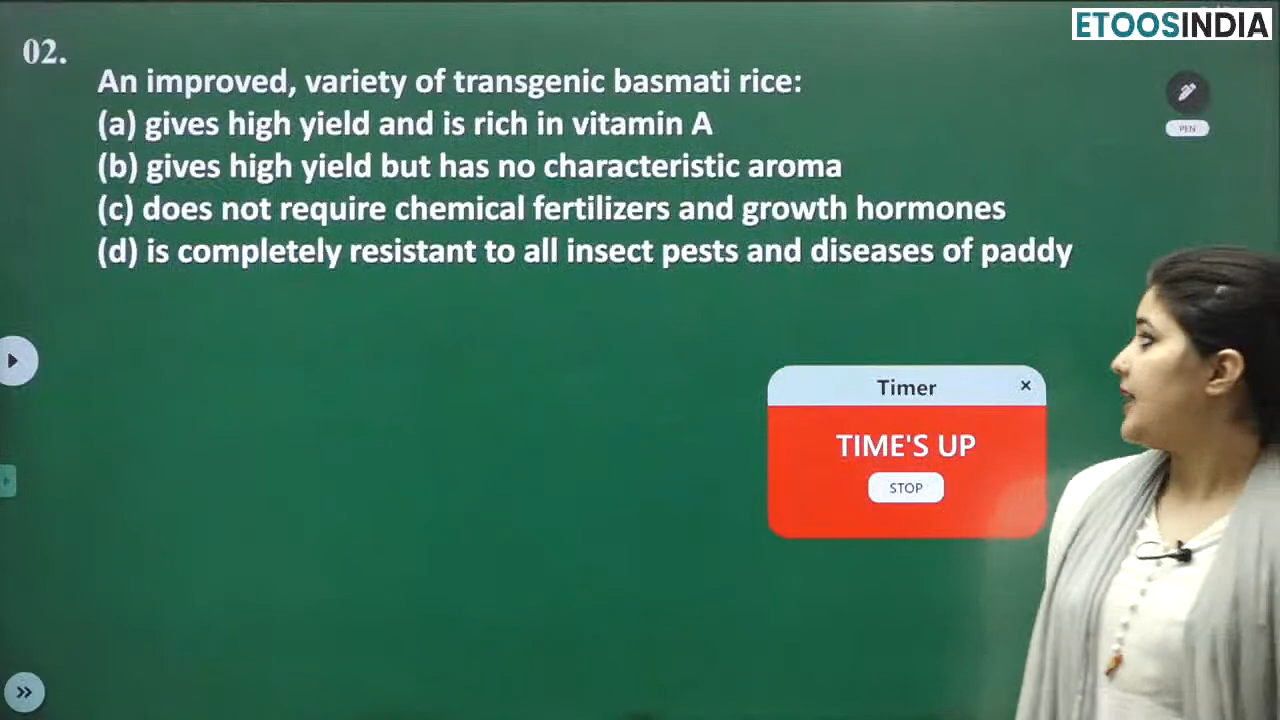 ETOOSINDIA
02.
An improved, variety of transgenic basmati rice:
(a) gives high yield and is rich in vitamin A
(b) gives high yield but has no characteristic aroma
(c) does not require chemical fertilizers and growth hormones
(d) is completely resistant to all insect pests and diseases of paddy
PEN
Timer ×
TIME'S UP
STOP